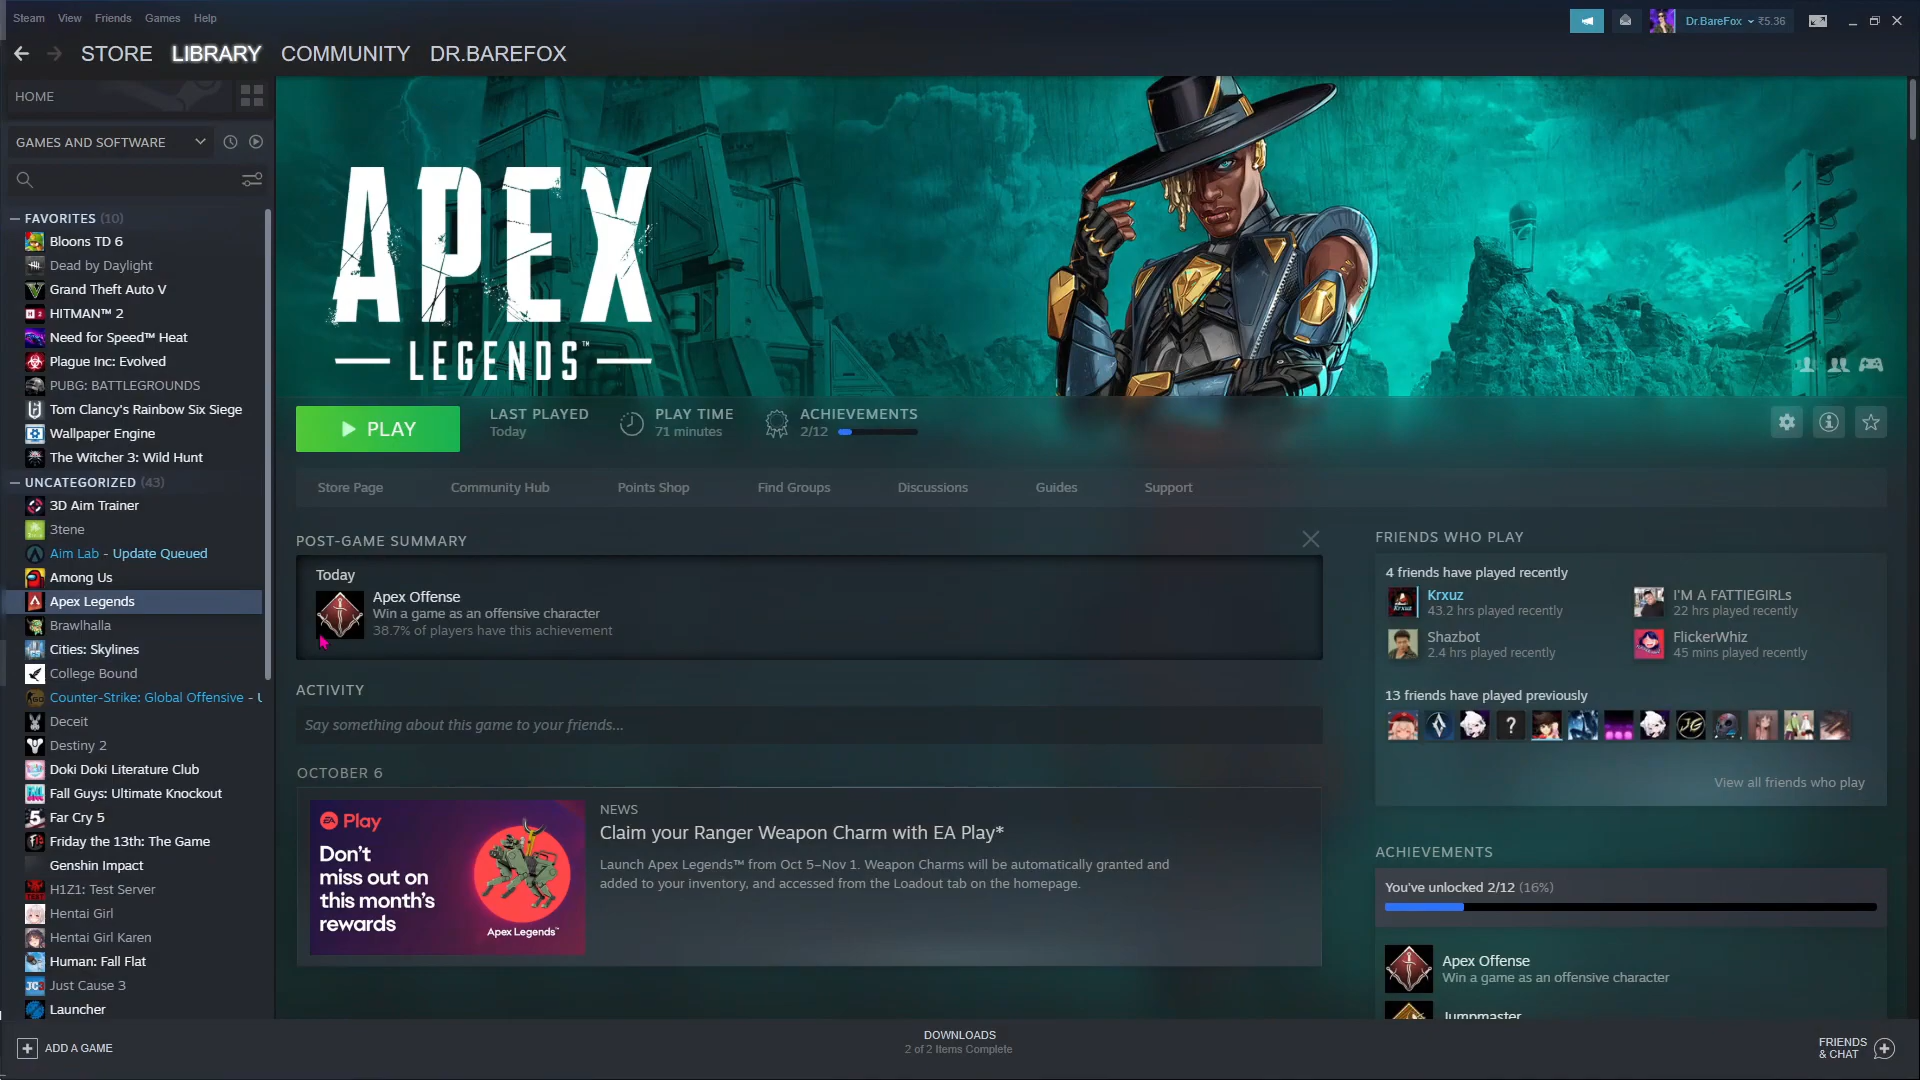 Steam View Friends Games Help
Dr.BareFox ₹5.36
STORE LIBRARY COMMUNITY DR.BAREFOX
HOME
GAMES AND SOFTWARE
FAVORITES (10)
Bloons TD 6
Dead by Daylight
Grand Theft Auto V
HITMAN™ 2
Need for Speed™ Heat
Plague Inc: Evolved
PUBG: BATTLEGROUNDS
Tom Clancy's Rainbow Six Siege
Wallpaper Engine
The Witcher 3: Wild Hunt
UNCATEGORIZED (43)
3D Aim Trainer
3tene
Aim Lab - Update Queued
Among Us
Apex Legends
Brawlhalla
Cities: Skylines
College Bound
Counter-Strike: Global Offensive -
Deceit
Destiny 2
Doki Doki Literature Club
Fall Guys: Ultimate Knockout
Far Cry 5
Friday the 13th: The Game
Genshin Impact
H1Z1: Test Server
Hentai Girl
Hentai Girl Karen
Human: Fall Flat
Just Cause 3
Launcher
ADD A GAME
APEX
LEGENDS™
PLAY
LAST PLAYED
Today
PLAY TIME
71 minutes
ACHIEVEMENTS
2/12
Store Page Community Hub Points Shop Find Groups Discussions Guides Support
POST-GAME SUMMARY
Today
Apex Offense
Win a game as an offensive character
38.7% of players have this achievement
ACTIVITY
Say something about this game to your friends...
OCTOBER 6
EA Play
Don't
miss out on
this month's
rewards
Apex Legends™
NEWS
Claim your Ranger Weapon Charm with EA Play*
Launch Apex Legends™ from Oct 5–Nov 1. Weapon Charms will be automatically granted and
added to your inventory, and accessed from the Loadout tab on the homepage.
FRIENDS WHO PLAY
4 friends have played recently
Krxuz
43.2 hrs played recently
I'M A FATTIEGIRLs
22 hrs played recently
Shazbot
2.4 hrs played recently
FlickerWhiz
45 mins played recently
13 friends have played previously
View all friends who play
ACHIEVEMENTS
You've unlocked 2/12 (16%)
Apex Offense
Win a game as an offensive character
Jumpmaster
DOWNLOADS
2 of 2 Items Complete
FRIENDS
& CHAT